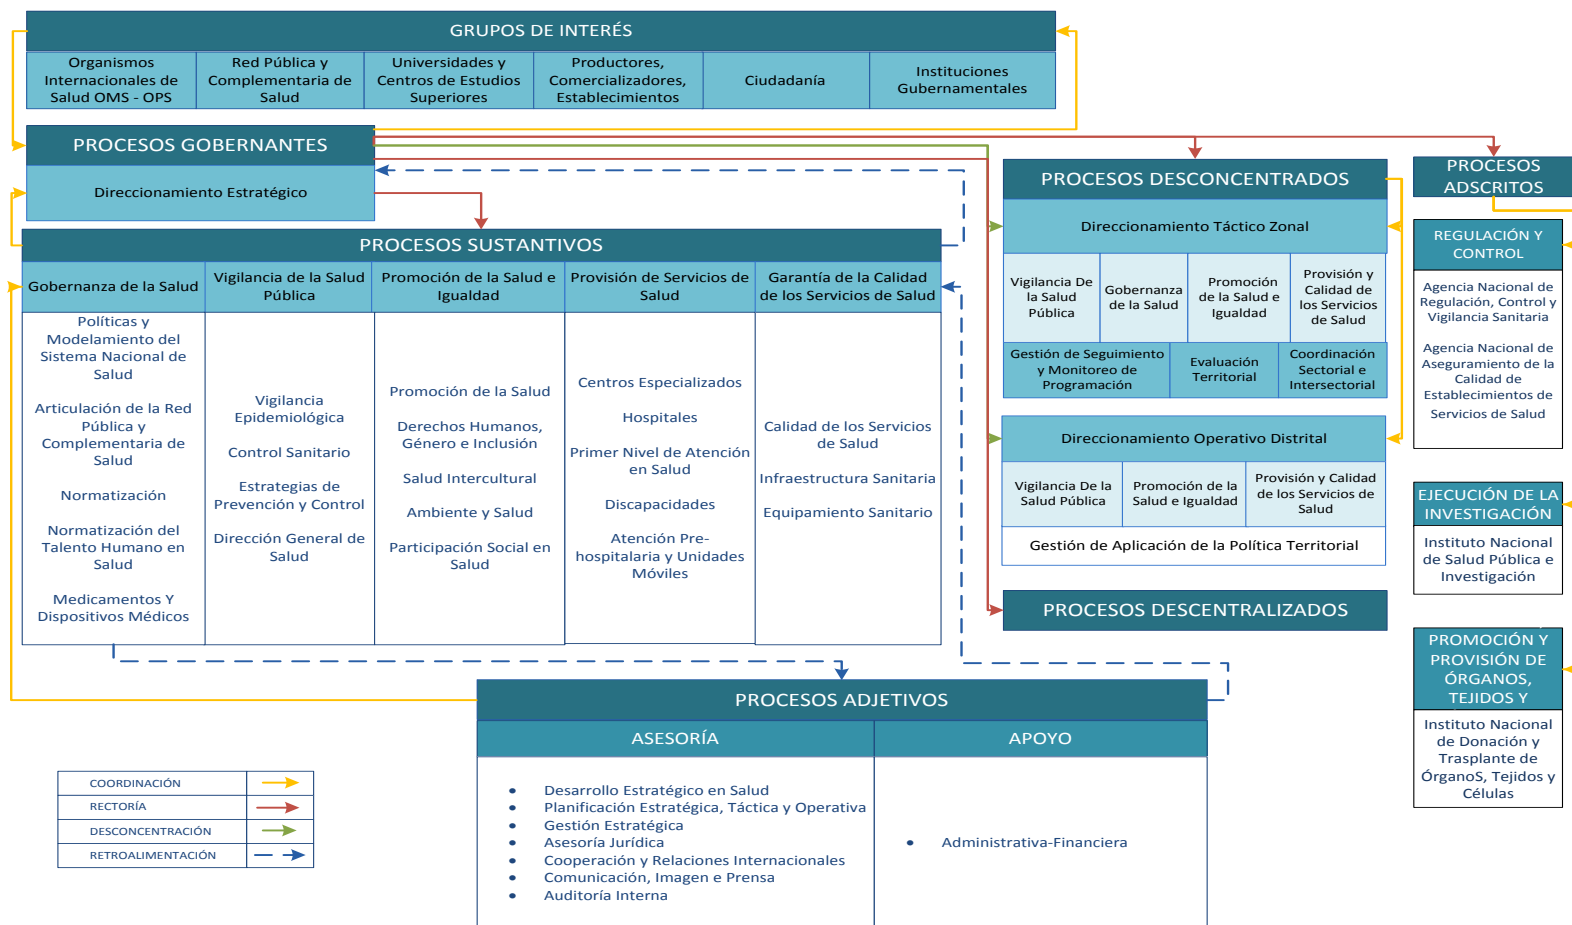 GRUPOS DE INTERÉS
Organismos
Internacionales de
Salud OMS - OPS
Red Pública y
Complementaria de
Salud
Universidades y
Centros de Estudios
Superiores
Productores,
Comercializadores,
Establecimientos
Ciudadanía
Instituciones
Gubernamentales
PROCESOS GOBERNANTES
Direccionamiento Estratégico
PROCESOS SUSTANTIVOS
Gobernanza de la Salud
Vigilancia de la Salud
Pública
Promoción de la Salud e
Igualdad
Provisión de Servicios de
Salud
Garantía de la Calidad
de los Servicios de Salud
Políticas y
Modelamiento del
Sistema Nacional de
Salud
Articulación de la Red
Pública y
Complementaria de
Salud
Normatización
Normatización del
Talento Humano en
Salud
Medicamentos Y
Dispositivos Médicos
Vigilancia
Epidemiológica
Control Sanitario
Estrategias de
Prevención y Control
Dirección General de
Salud
Promoción de la Salud
Derechos Humanos,
Género e Inclusión
Salud Intercultural
Ambiente y Salud
Participación Social en
Salud
Centros Especializados
Hospitales
Primer Nivel de Atención
en Salud
Discapacidades
Atención Pre-
hospitalaria y Unidades
Móviles
Calidad de los Servicios
de Salud
Infraestructura Sanitaria
Equipamiento Sanitario
PROCESOS DESCONCENTRADOS
Direccionamiento Táctico Zonal
Vigilancia De
la Salud
Pública
Gobernanza
de la Salud
Promoción
de la Salud e
Igualdad
Provisión y
Calidad de
los Servicios
de Salud
Gestión de Seguimiento
y Monitoreo de
Programación
Evaluación
Territorial
Coordinación
Sectorial e
Intersectorial
Direccionamiento Operativo Distrital
Vigilancia De la
Salud Pública
Promoción de la
Salud e Igualdad
Provisión y Calidad
de los Servicios de
Salud
Gestión de Aplicación de la Política Territorial
PROCESOS DESCENTRALIZADOS
PROCESOS
ADSCRITOS
REGULACIÓN Y
CONTROL
Agencia Nacional de
Regulación, Control y
Vigilancia Sanitaria
Agencia Nacional de
Aseguramiento de la
Calidad de
Establecimientos de
Servicios de Salud
EJECUCIÓN DE LA
INVESTIGACIÓN
Instituto Nacional
de Salud Pública e
Investigación
PROMOCIÓN Y
PROVISIÓN DE
ÓRGANOS,
TEJIDOS Y
Instituto Nacional
de Donación y
Trasplante de
ÓrganoS, Tejidos y
Células
PROCESOS ADJETIVOS
ASESORÍA
APOYO
• Desarrollo Estratégico en Salud
• Planificación Estratégica, Táctica y Operativa
• Gestión Estratégica
• Asesoría Jurídica
• Cooperación y Relaciones Internacionales
• Comunicación, Imagen e Prensa
• Auditoría Interna
• Administrativa-Financiera
COORDINACIÓN
RECTORÍA
DESCONCENTRACIÓN
RETROALIMENTACIÓN